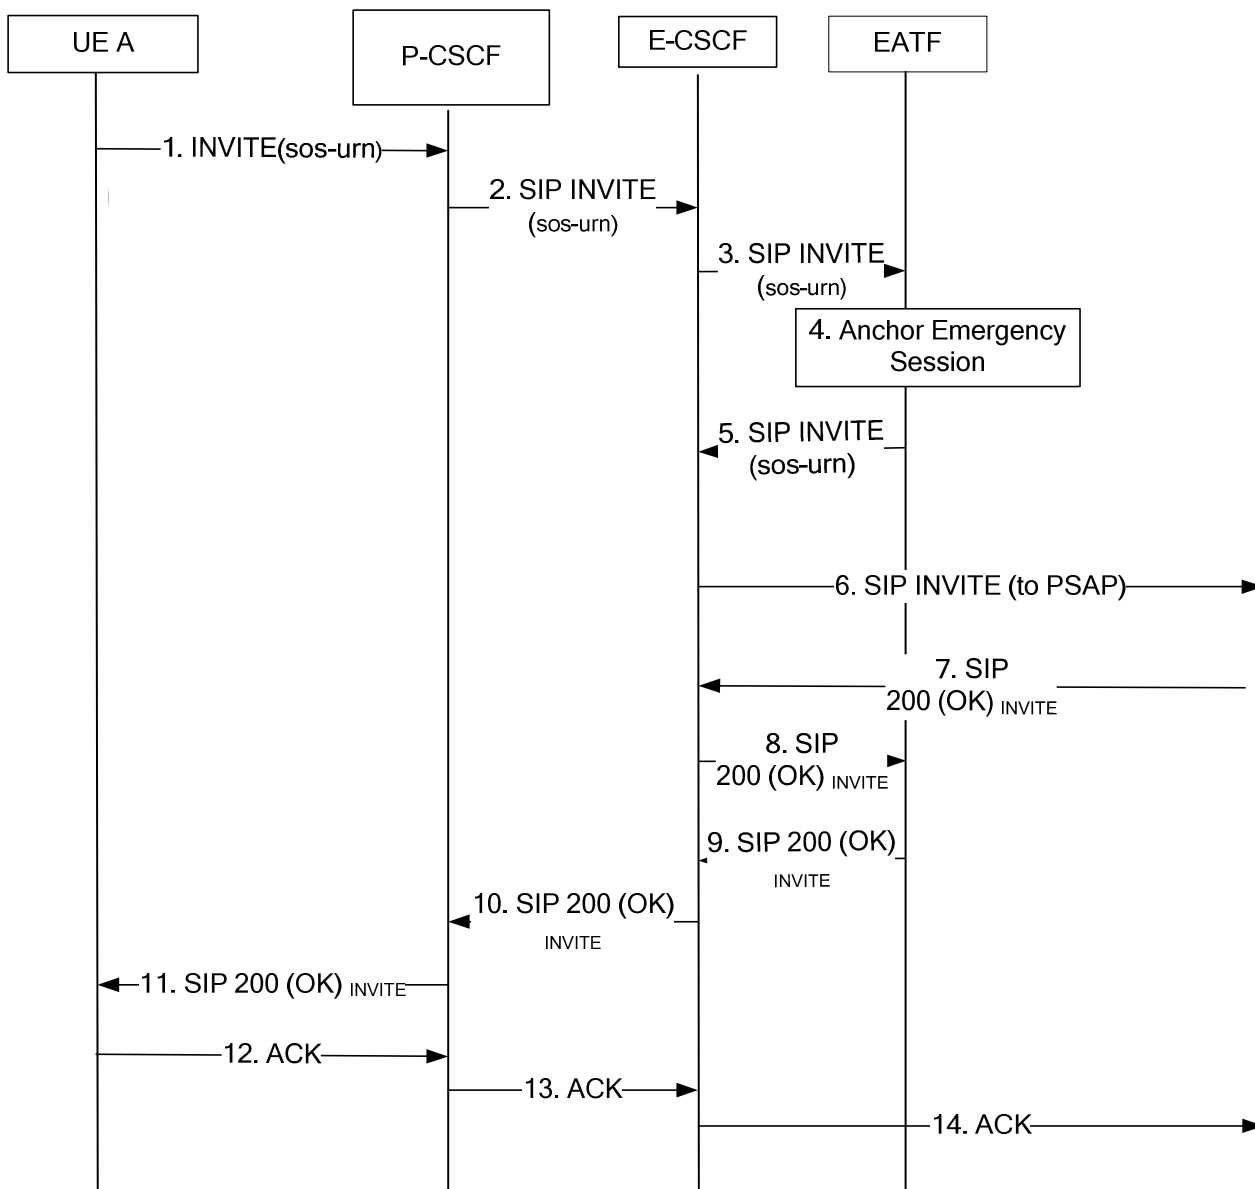 UE A
P-CSCF
E-CSCF
EATF
1. INVITE(sos-urn)
2. SIP INVITE
(sos-urn)
3. SIP INVITE
(sos-urn)
4. Anchor Emergency
Session
5. SIP INVITE
(sos-urn)
6. SIP INVITE (to PSAP)
7. SIP
200 (OK) INVITE
8. SIP
200 (OK) INVITE
9. SIP 200 (OK)
INVITE
10. SIP 200 (OK)
INVITE
11. SIP 200 (OK) INVITE
12. ACK
13. ACK
14. ACK